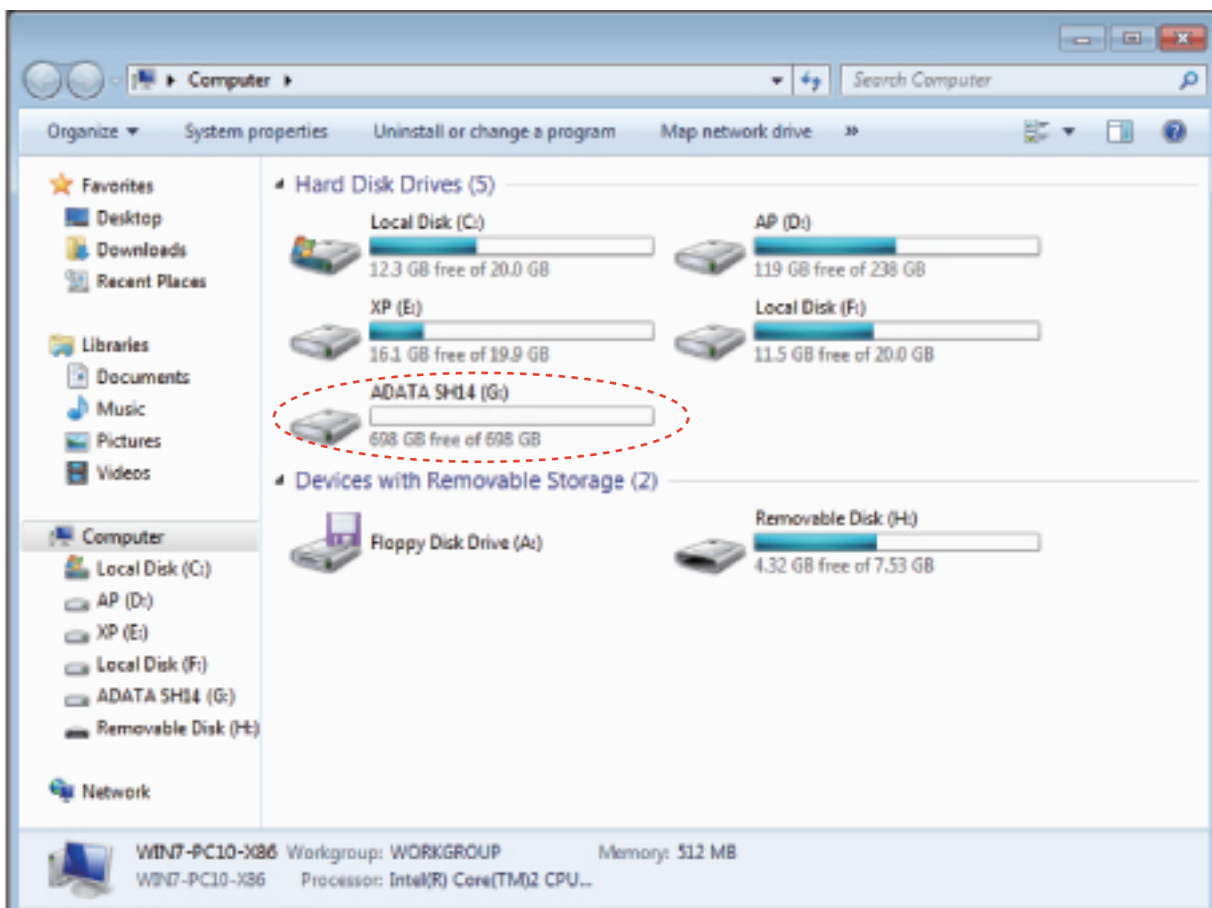 Computer
Search Computer
Organize System properties Uninstall or change a program Map network drive »
Favorites
Desktop
Downloads
Recent Places
Libraries
Documents
Music
Pictures
Videos
Computer
Local Disk (C:)
AP (D:)
XP (E:)
Local Disk (F:)
ADATA SH14 (G:)
Removable Disk (H:)
Network
Hard Disk Drives (5)
Local Disk (C:)
12.3 GB free of 20.0 GB
AP (D:)
119 GB free of 238 GB
XP (E:)
16.1 GB free of 19.9 GB
Local Disk (F:)
11.5 GB free of 20.0 GB
ADATA SH14 (G:)
698 GB free of 698 GB
Devices with Removable Storage (2)
Floppy Disk Drive (A:)
Removable Disk (H:)
4.32 GB free of 7.53 GB
WIN7-PC10-X86 Workgroup: WORKGROUP Memory: 512 MB
WIN7-PC10-X86 Processor: Intel(R) Core(TM)2 CPU...